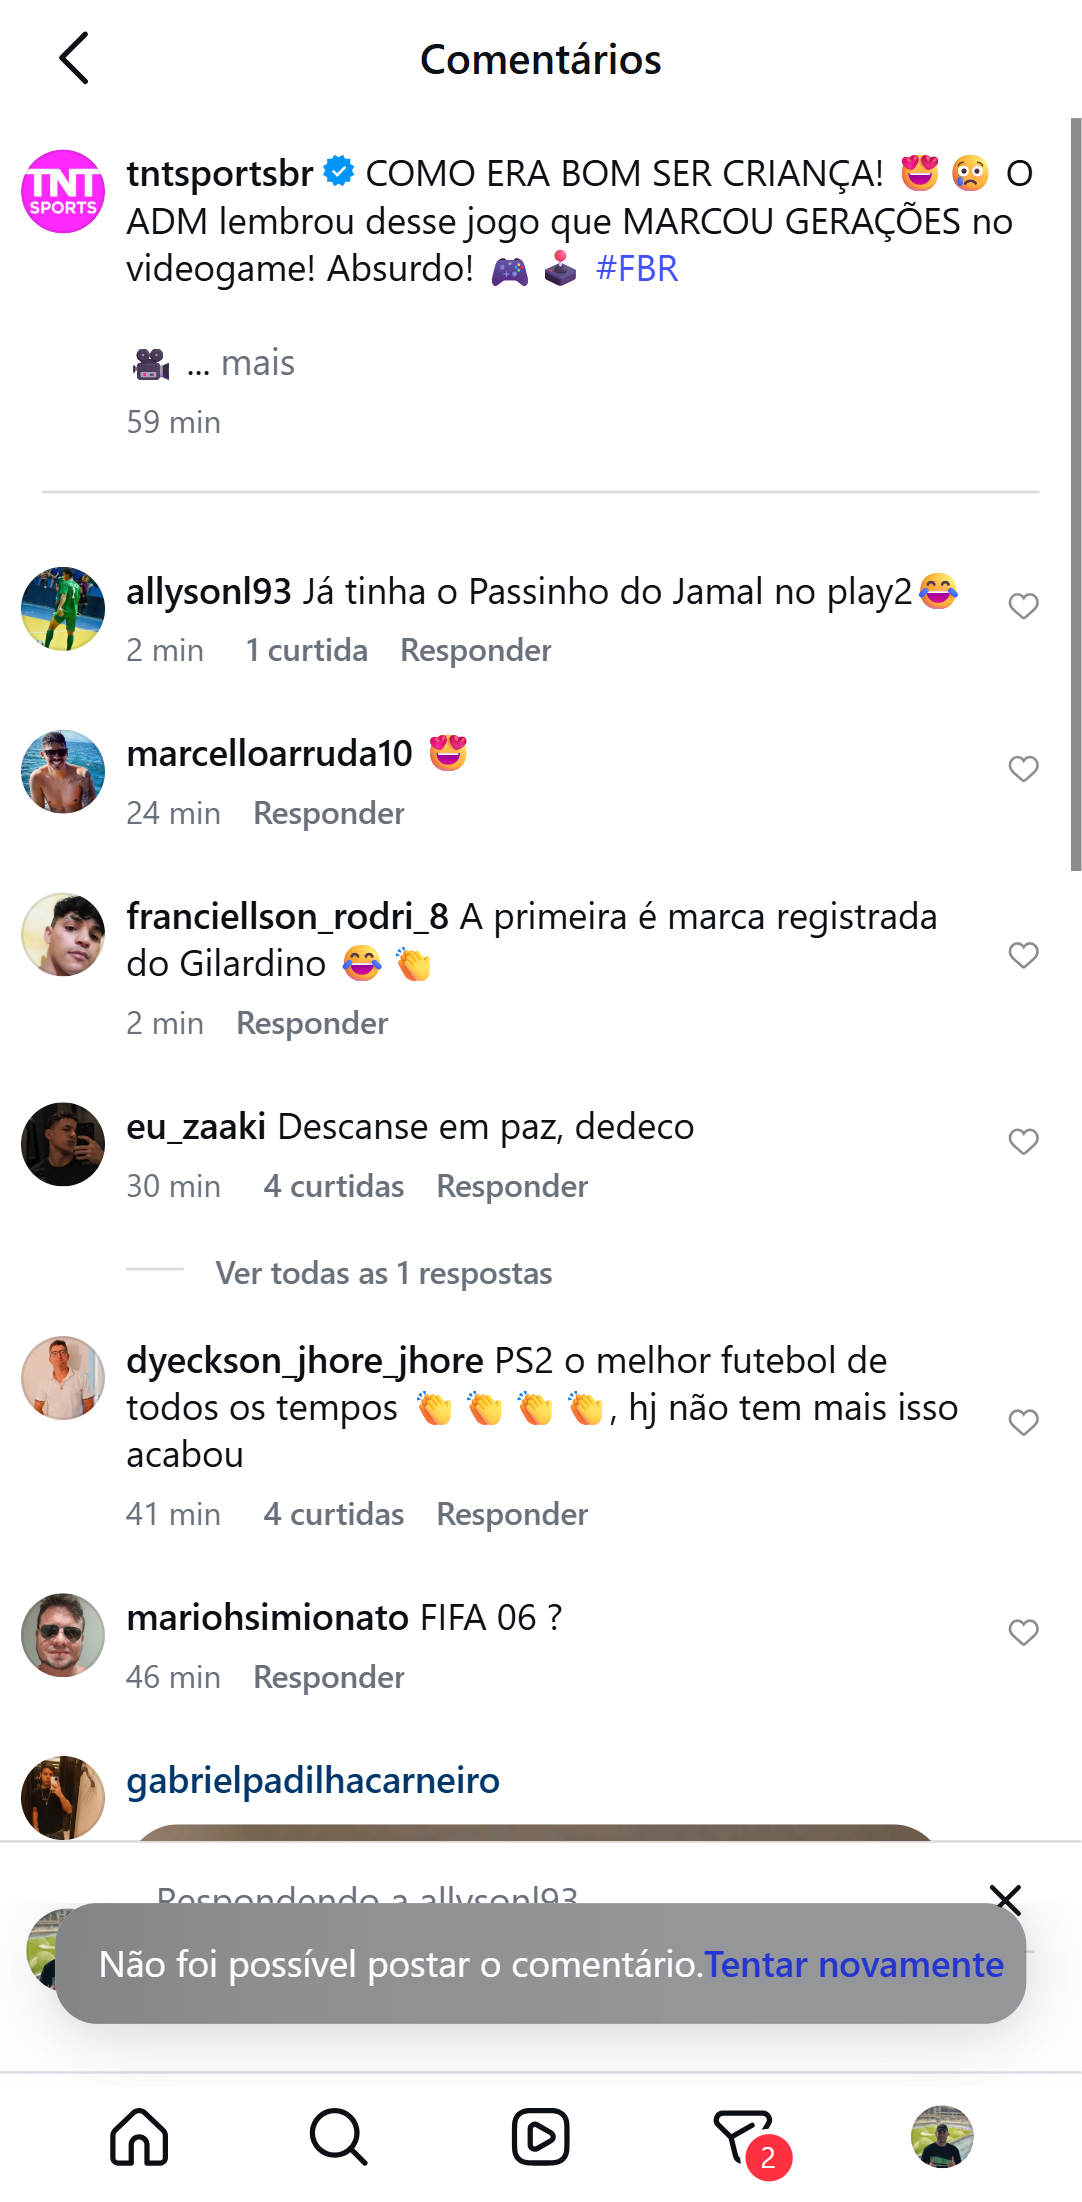 Comentários
TNT
SPORTS
tntsportsbr COMO ERA BOM SER CRIANÇA! 😍 😢 O
ADM lembrou desse jogo que MARCOU GERAÇÕES no
videogame! Absurdo! 🎮 🕹️ #FBR
🎥 ... mais
59 min
allysonl93 Já tinha o Passinho do Jamal no play2😂
2 min 1 curtida Responder
marcelloarruda10 😍
24 min Responder
franciellson_rodri_8 A primeira é marca registrada
do Gilardino 😂 👏
2 min Responder
eu_zaaki Descanse em paz, dedeco
30 min 4 curtidas Responder
Ver todas as 1 respostas
dyeckson_jhore_jhore PS2 o melhor futebol de
todos os tempos 👏 👏 👏 👏, hj não tem mais isso
acabou
41 min 4 curtidas Responder
mariohsimionato FIFA 06 ?
46 min Responder
gabrielpadilhacarneiro
Respondendo a allysonl93
Não foi possível postar o comentário.Tentar novamente
2